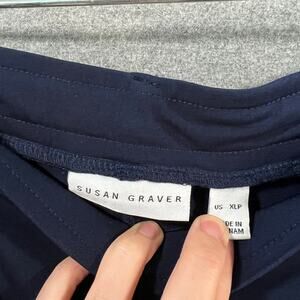 SUSAN GRAVER
US XLP
DE IN
NAM